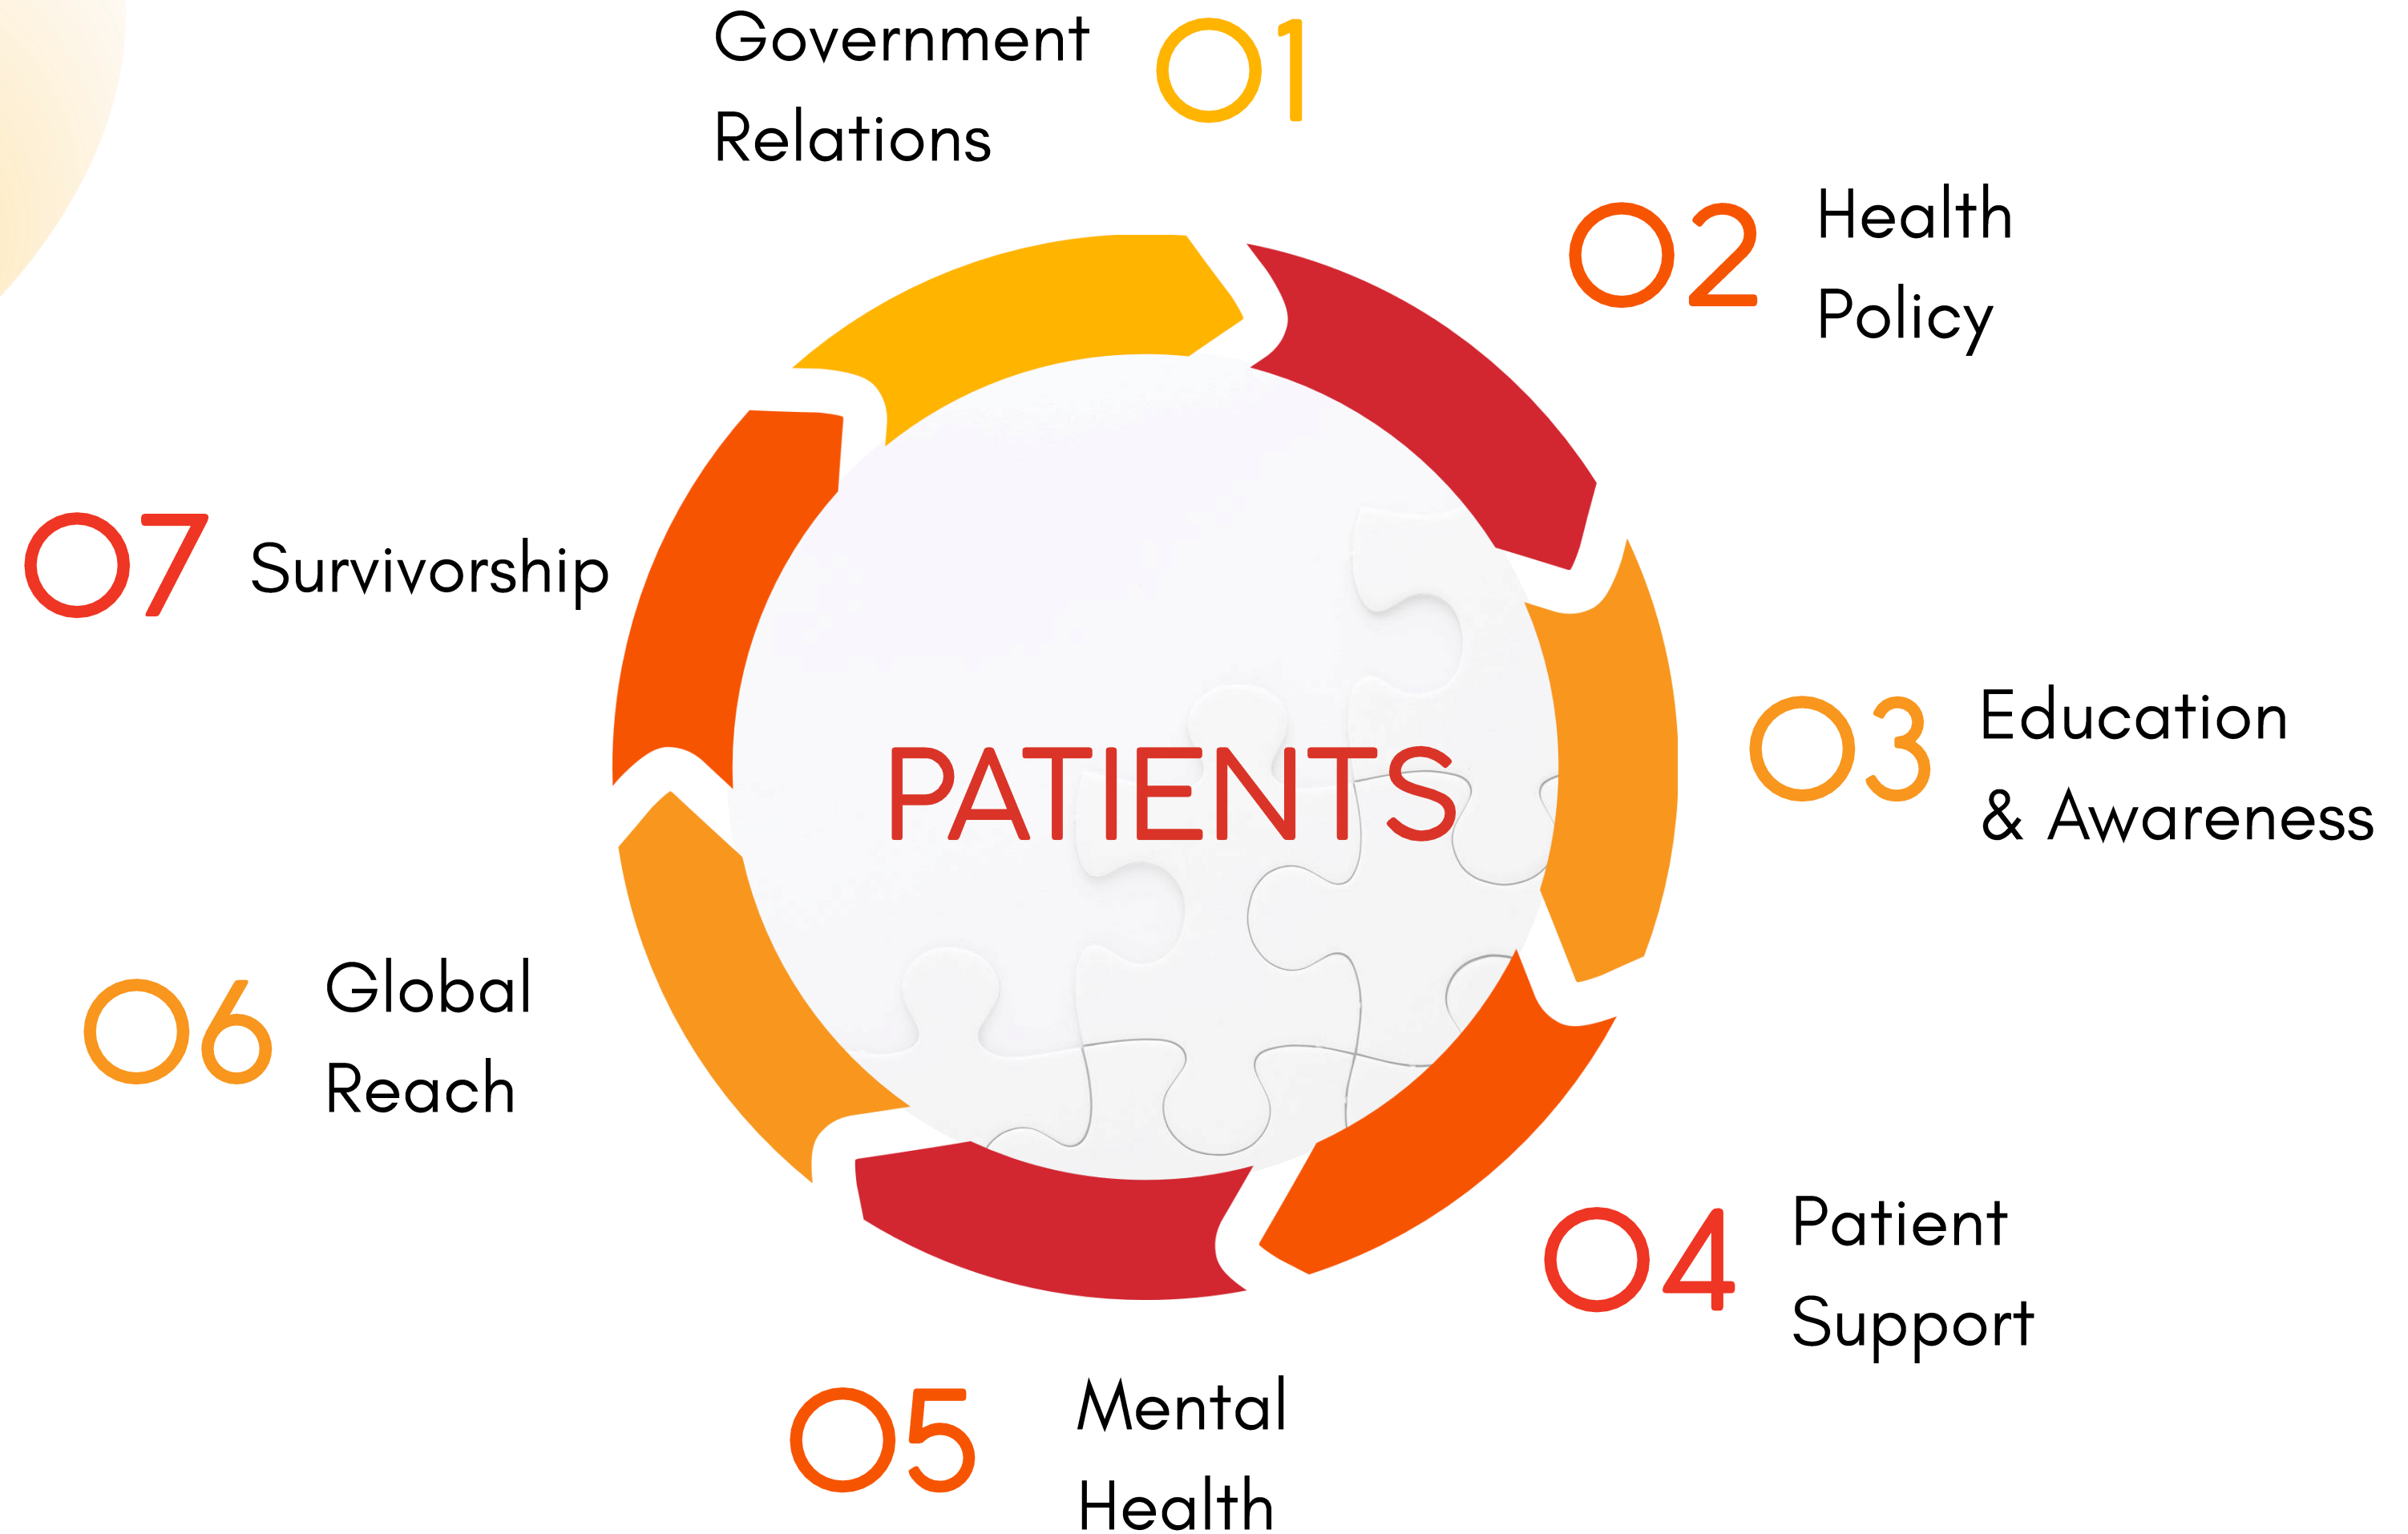 Government
Relations
01
02
Health
Policy
03
Education
& Awareness
04
Patient
Support
05
Mental
Health
06
Global
Reach
07
Survivorship
PATIENTS